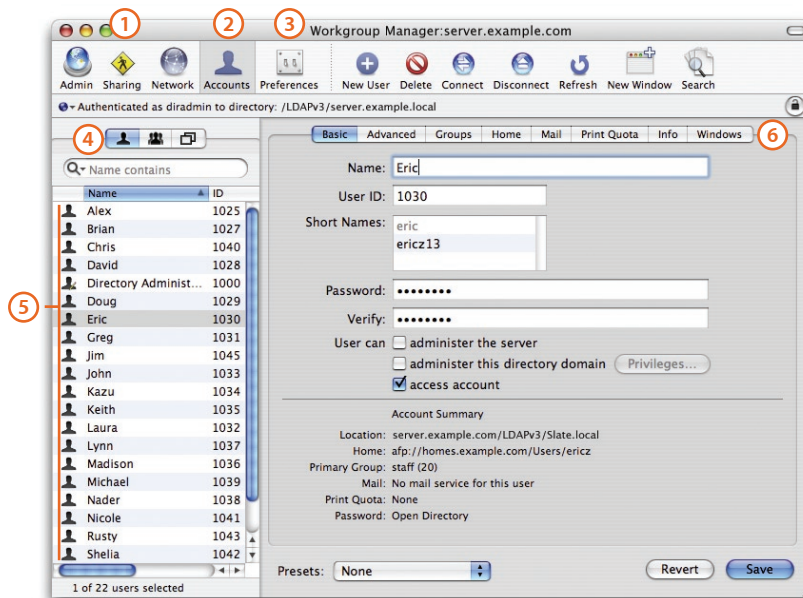 1 2 3
Workgroup Manager:server.example.com
Admin Sharing Network Accounts Preferences New User Delete Connect Disconnect Refresh New Window Search
Authenticated as diradmin to directory: /LDAPv3/server.example.local
4
Basic Advanced Groups Home Mail Print Quota Info Windows
6
Name contains
Name ID
Alex 1025
Brian 1027
Chris 1040
David 1028
Directory Administ... 1000
Doug 1029
5
Eric 1030
Greg 1031
Jim 1045
John 1033
Kazu 1034
Keith 1035
Laura 1032
Lynn 1037
Madison 1036
Michael 1039
Nader 1038
Nicole 1041
Rusty 1043
Shelia 1042
1 of 22 users selected
Name: Eric
User ID: 1030
Short Names: eric
ericz13
Password: ••••••••
Verify: ••••••••
User can administer the server
administer this directory domain Privileges...
access account
Account Summary
Location: server.example.com/LDAPv3/Slate.local
Home: afp://homes.example.com/Users/ericz
Primary Group: staff (20)
Mail: No mail service for this user
Print Quota: None
Password: Open Directory
Presets: None Revert Save